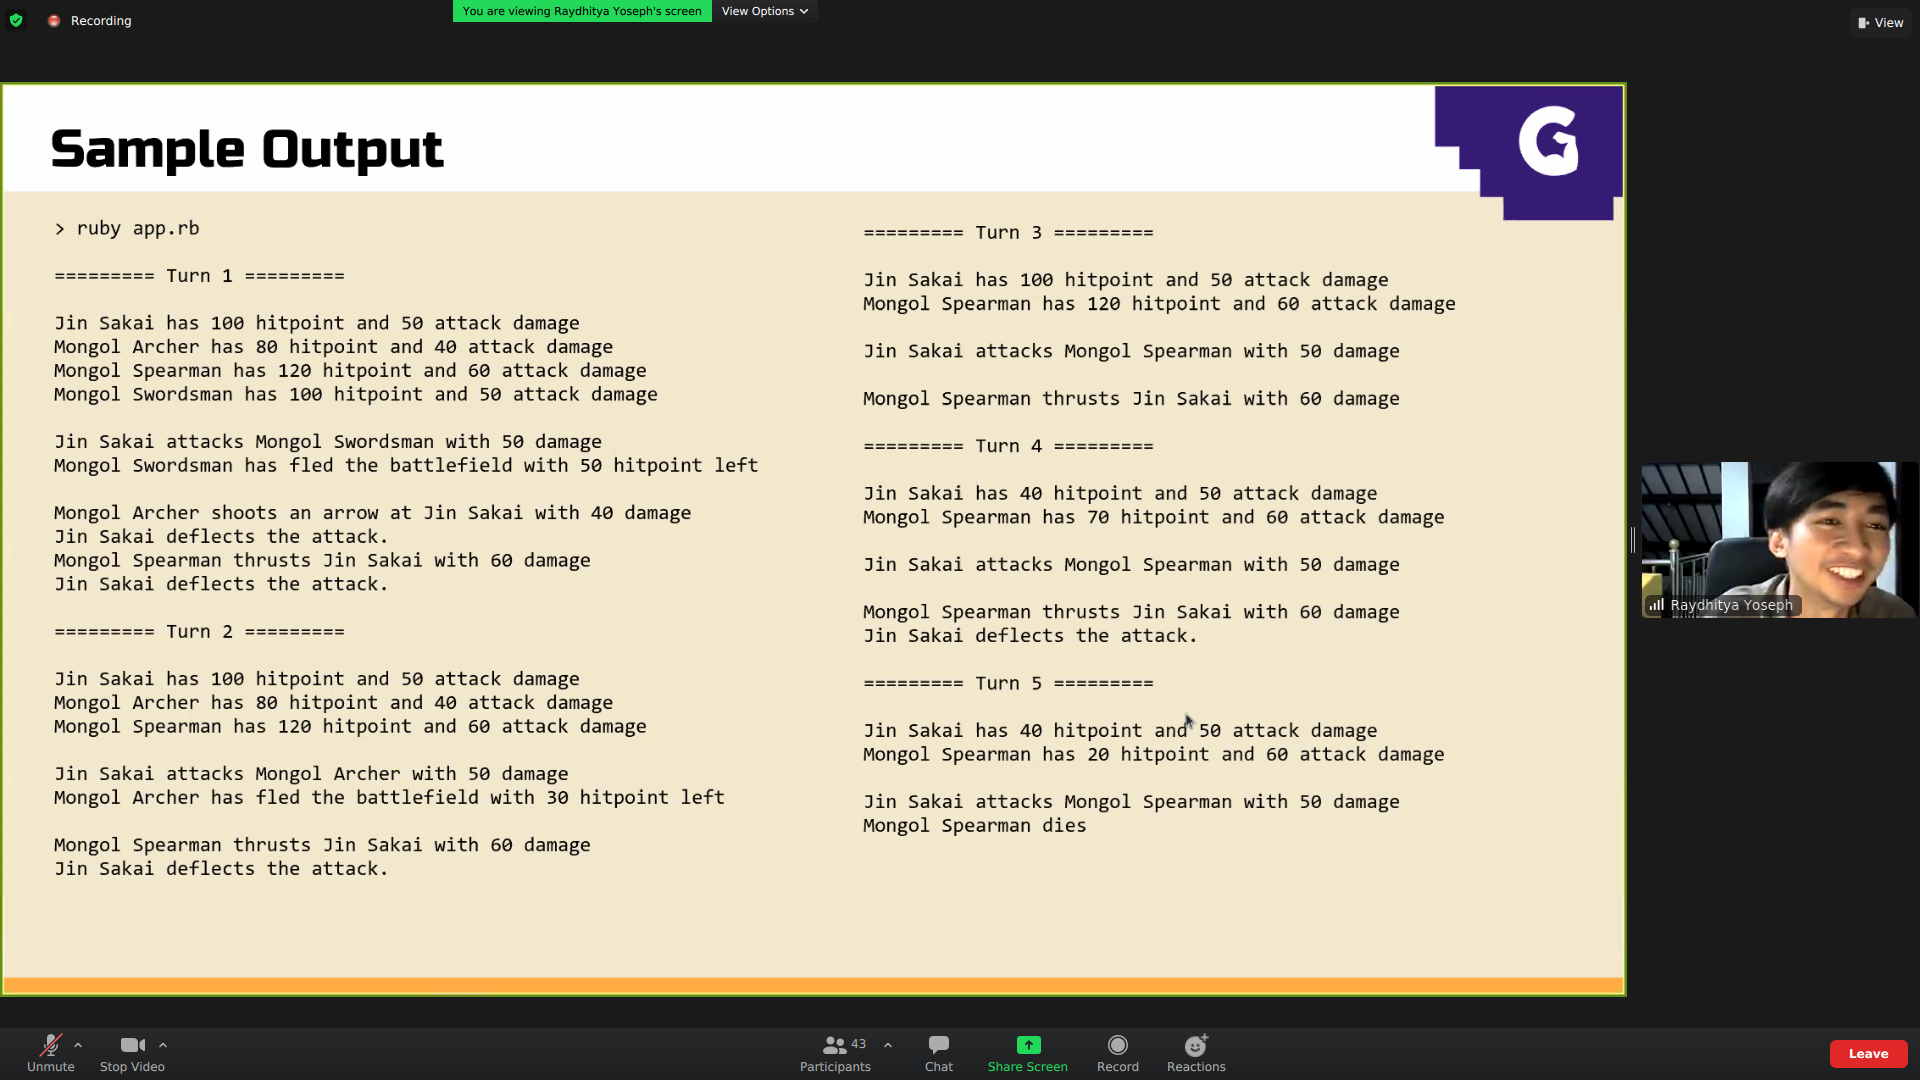 Recording
You are viewing Raydhitya Yoseph's screen
View Options
View
Sample Output
G
> ruby app.rb
========= Turn 1 =========
Jin Sakai has 100 hitpoint and 50 attack damage
Mongol Archer has 80 hitpoint and 40 attack damage
Mongol Spearman has 120 hitpoint and 60 attack damage
Mongol Swordsman has 100 hitpoint and 50 attack damage
Jin Sakai attacks Mongol Swordsman with 50 damage
Mongol Swordsman has fled the battlefield with 50 hitpoint left
Mongol Archer shoots an arrow at Jin Sakai with 40 damage
Jin Sakai deflects the attack.
Mongol Spearman thrusts Jin Sakai with 60 damage
Jin Sakai deflects the attack.
========= Turn 2 =========
Jin Sakai has 100 hitpoint and 50 attack damage
Mongol Archer has 80 hitpoint and 40 attack damage
Mongol Spearman has 120 hitpoint and 60 attack damage
Jin Sakai attacks Mongol Archer with 50 damage
Mongol Archer has fled the battlefield with 30 hitpoint left
Mongol Spearman thrusts Jin Sakai with 60 damage
Jin Sakai deflects the attack.
========= Turn 3 =========
Jin Sakai has 100 hitpoint and 50 attack damage
Mongol Spearman has 120 hitpoint and 60 attack damage
Jin Sakai attacks Mongol Spearman with 50 damage
Mongol Spearman thrusts Jin Sakai with 60 damage
========= Turn 4 =========
Jin Sakai has 40 hitpoint and 50 attack damage
Mongol Spearman has 70 hitpoint and 60 attack damage
Jin Sakai attacks Mongol Spearman with 50 damage
Mongol Spearman thrusts Jin Sakai with 60 damage
Jin Sakai deflects the attack.
========= Turn 5 =========
Jin Sakai has 40 hitpoint and 50 attack damage
Mongol Spearman has 20 hitpoint and 60 attack damage
Jin Sakai attacks Mongol Spearman with 50 damage
Mongol Spearman dies
Raydhitya Yoseph
Unmute
Stop Video
43
Participants
Chat
Share Screen
Record
Reactions
Leave